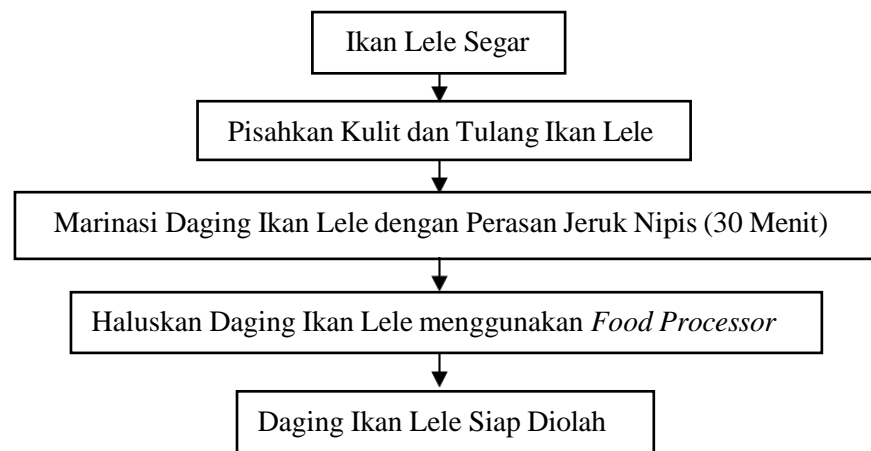 Ikan Lele Segar
Pisahkan Kulit dan Tulang Ikan Lele
Marinasi Daging Ikan Lele dengan Perasan Jeruk Nipis (30 Menit)
Haluskan Daging Ikan Lele menggunakan Food Processor
Daging Ikan Lele Siap Diolah